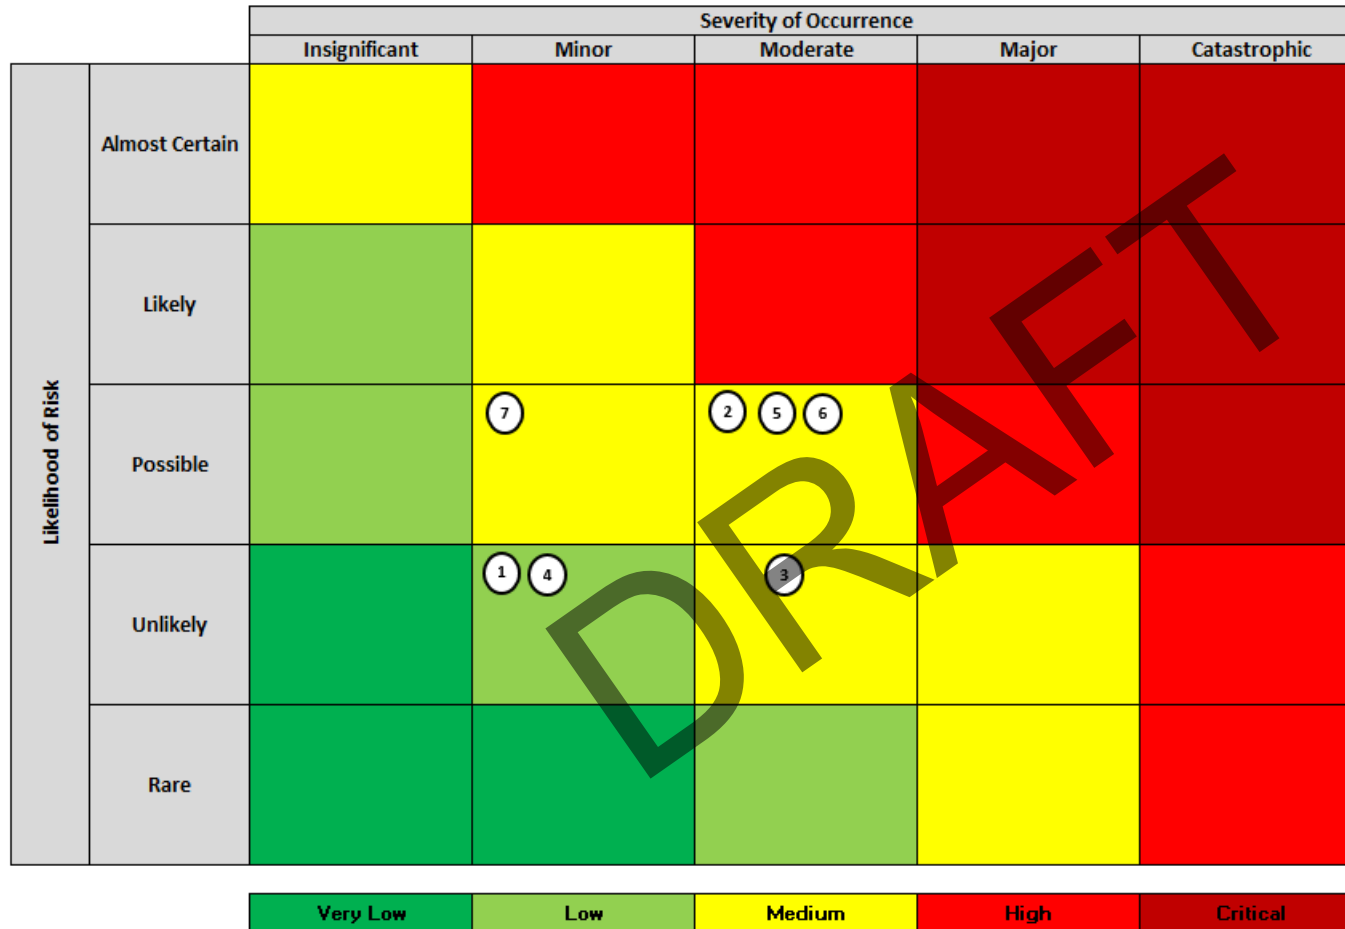 Severity of Occurrence
Insignificant Minor Moderate Major Catastrophic
Likelihood of Risk
Almost Certain
Likely
Possible
7 2 5 6
Unlikely
1 4 3
Rare
DRAFT
Very Low Low Medium High Critical